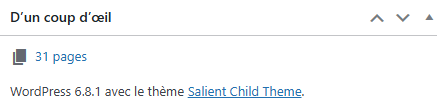 D’un coup d’œil
31 pages
WordPress 6.8.1 avec le thème Salient Child Theme.